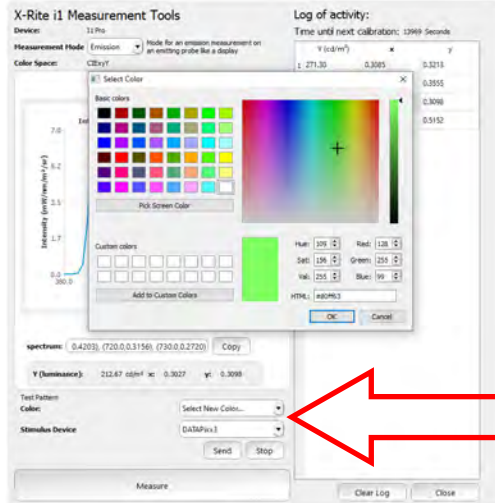 X-Rite i1 Measurement Tools
Device: I1Pro
Measurement Mode Emission
Mode for an emission measurement on
an emitting probe like a display
Color Space: CIExyY
Log of activity:
Time until next calibration: 13969 Seconds
Y (cd/m²) x y
1 271.30 0.3085 0.3213
0.3555
0.3098
0.5152
Select Color
Basic colors
Pick Screen Color
Custom colors
Add to Custom Colors
Hue: 109 Red: 128
Sat: 156 Green: 255
Val: 255 Blue: 99
HTML: #80ff63
OK Cancel
Intensity (mW/nm/m²/sr)
7.0
3.5
1.7
0.0
380.0
spectrum: 0.4203), (720.0,0.3156), (730.0,0.2720) Copy
Y (luminance): 212.67 cd/m² x: 0.3027 y: 0.3098
Test Pattern
Color: Select New Color...
Stimulus Device DATAPixx3
Send Stop
Measure
Clear Log Close